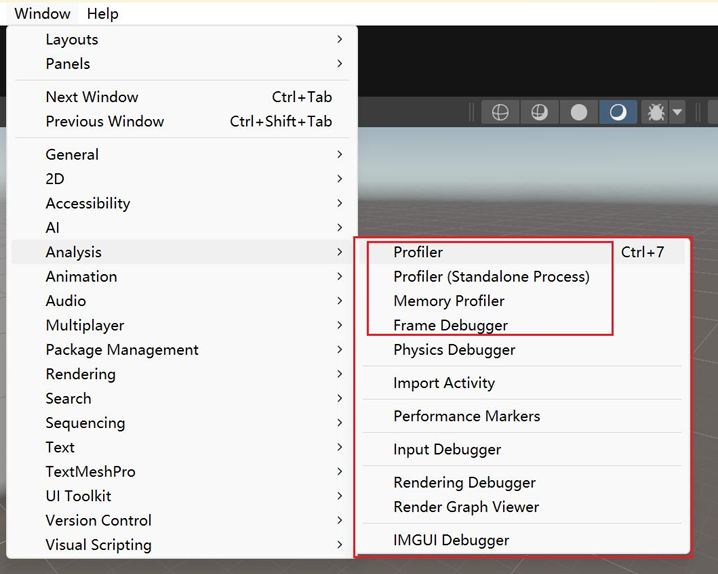 Window Help
Layouts
Panels
Next Window Ctrl+Tab
Previous Window Ctrl+Shift+Tab
General
2D
Accessibility
AI
Analysis
Animation
Audio
Multiplayer
Package Management
Rendering
Search
Sequencing
Text
TextMeshPro
UI Toolkit
Version Control
Visual Scripting
Profiler Ctrl+7
Profiler (Standalone Process)
Memory Profiler
Frame Debugger
Physics Debugger
Import Activity
Performance Markers
Input Debugger
Rendering Debugger
Render Graph Viewer
IMGUI Debugger